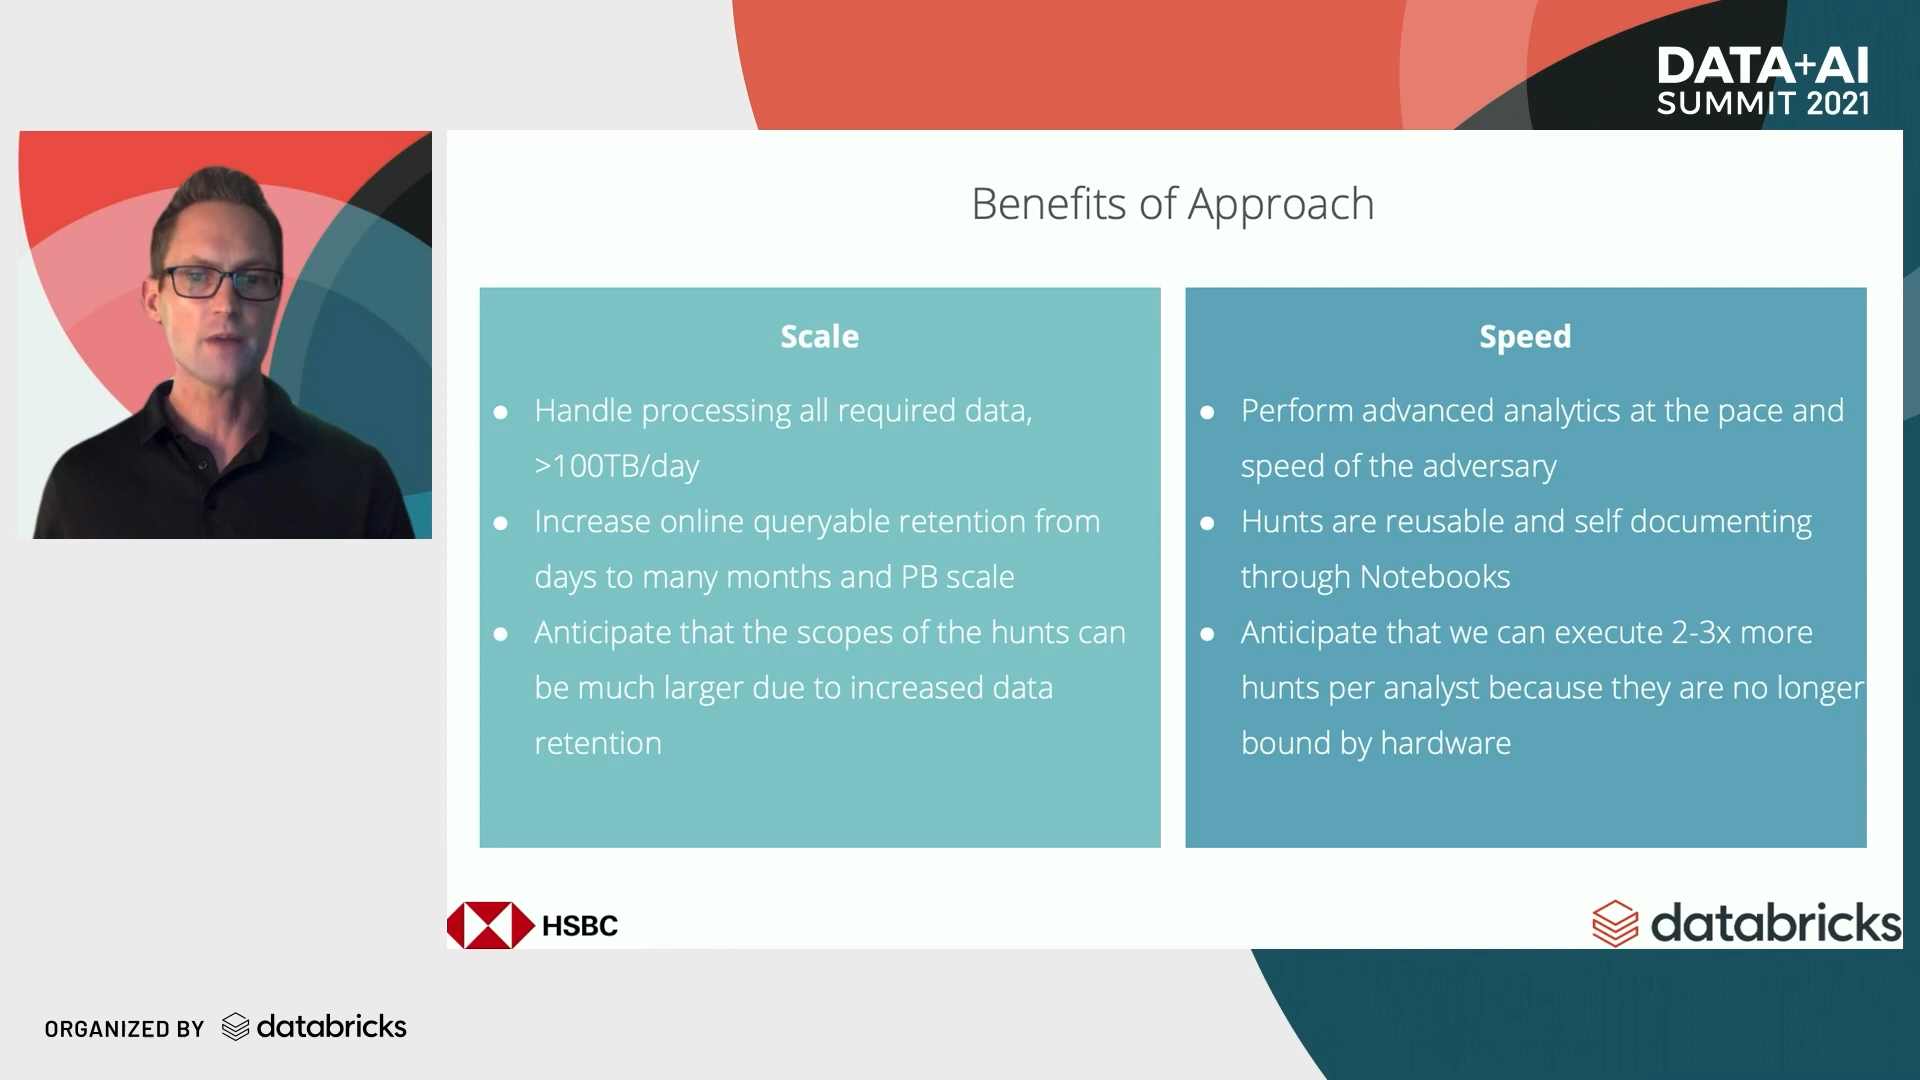 DATA+AI
SUMMIT 2021
Benefits of Approach
Scale
● Handle processing all required data,
>100TB/day
● Increase online queryable retention from
days to many months and PB scale
● Anticipate that the scopes of the hunts can
be much larger due to increased data
retention
Speed
● Perform advanced analytics at the pace and
speed of the adversary
● Hunts are reusable and self documenting
through Notebooks
● Anticipate that we can execute 2-3x more
hunts per analyst because they are no longer
bound by hardware
HSBC
databricks
ORGANIZED BY databricks